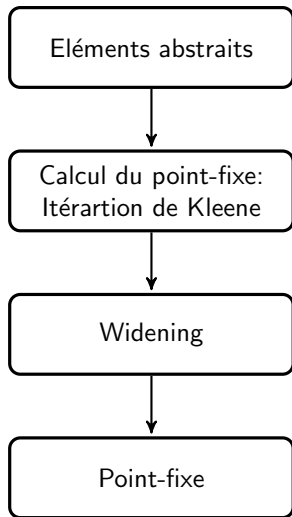 Eléments abstraits
Calcul du point-fixe:
Itérartion de Kleene
Widening
Point-fixe